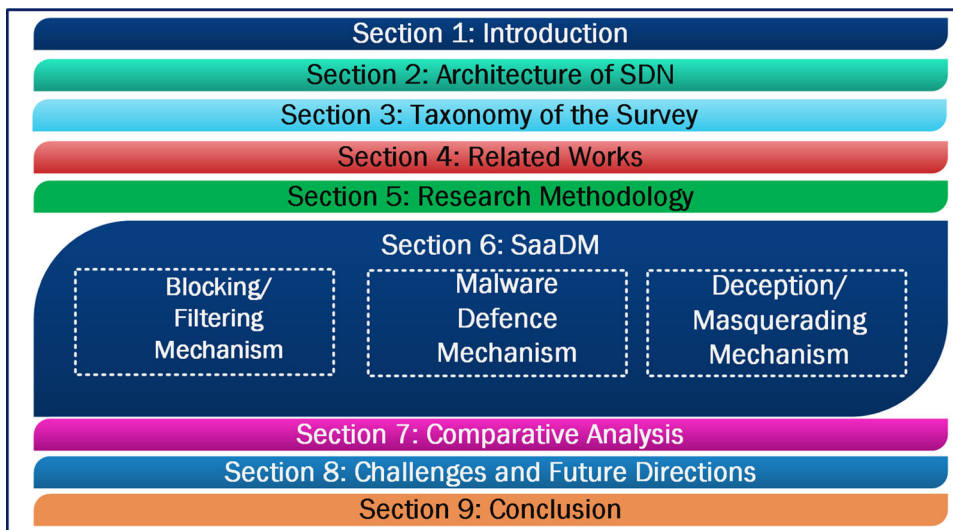 Section 1: Introduction
Section 2: Architecture of SDN
Section 3: Taxonomy of the Survey
Section 4: Related Works
Section 5: Research Methodology
Section 6: SaaDM
Blocking/
Filtering
Mechanism
Malware
Defence
Mechanism
Deception/
Masquerading
Mechanism
Section 7: Comparative Analysis
Section 8: Challenges and Future Directions
Section 9: Conclusion